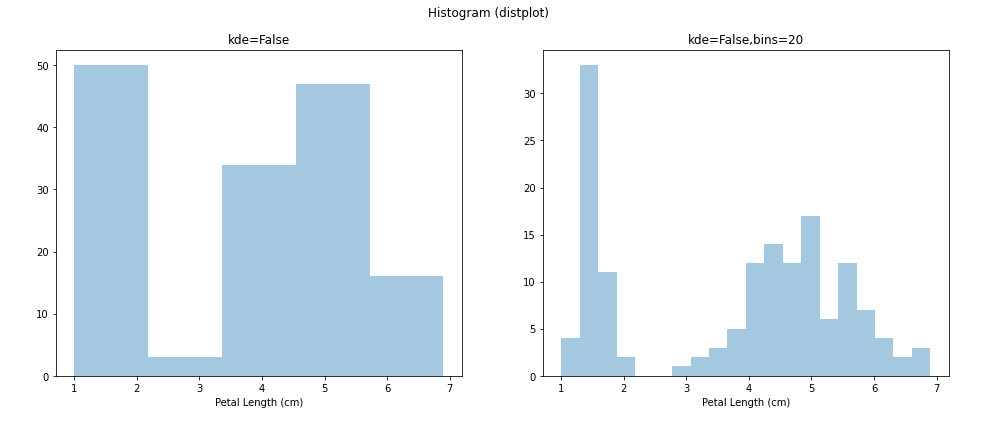 Histogram (distplot)
kde=False
50
40
30
20
10
0
1 2 3 4 5 6 7
Petal Length (cm)
kde=False,bins=20
30
25
20
15
10
5
0
1 2 3 4 5 6 7
Petal Length (cm)